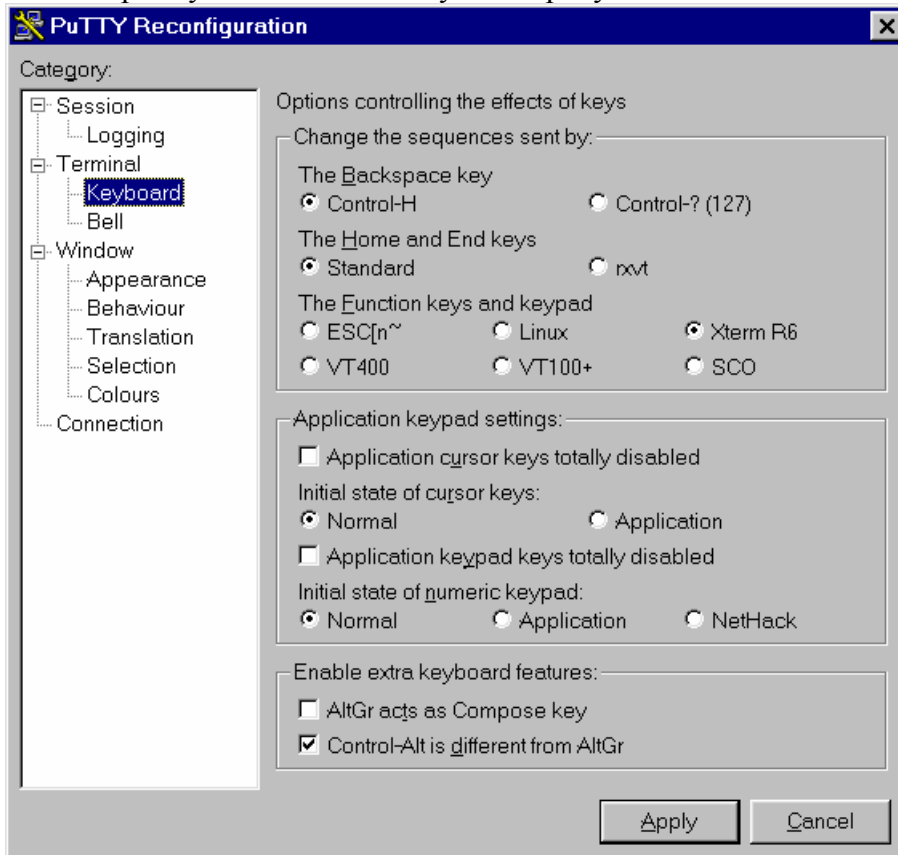 PuTTY Reconfiguration
Category:
Session
Logging
Terminal
Keyboard
Bell
Window
Appearance
Behaviour
Translation
Selection
Colours
Connection
Options controlling the effects of keys
Change the sequences sent by:
The Backspace key
Control-H Control-? (127)
The Home and End keys
Standard rxvt
The Function keys and keypad
ESC[n~ Linux Xterm R6
VT400 VT100+ SCO
Application keypad settings:
Application cursor keys totally disabled
Initial state of cursor keys:
Normal Application
Application keypad keys totally disabled
Initial state of numeric keypad:
Normal Application NetHack
Enable extra keyboard features:
AltGr acts as Compose key
Control-Alt is different from AltGr
Apply Cancel